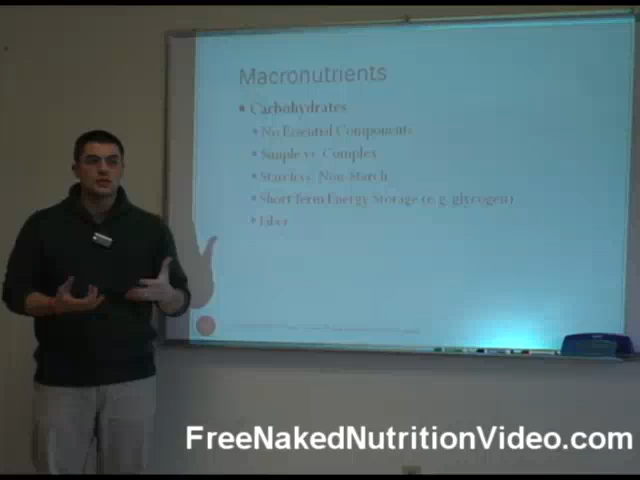 Macronutrients
Carbohydrates
No Essential Components
Simple vs. Complex
Starch vs. Non-Starch
Short Term Energy Storage (e.g. glycogen)
Fiber
FreeNakedNutritionVideo.com